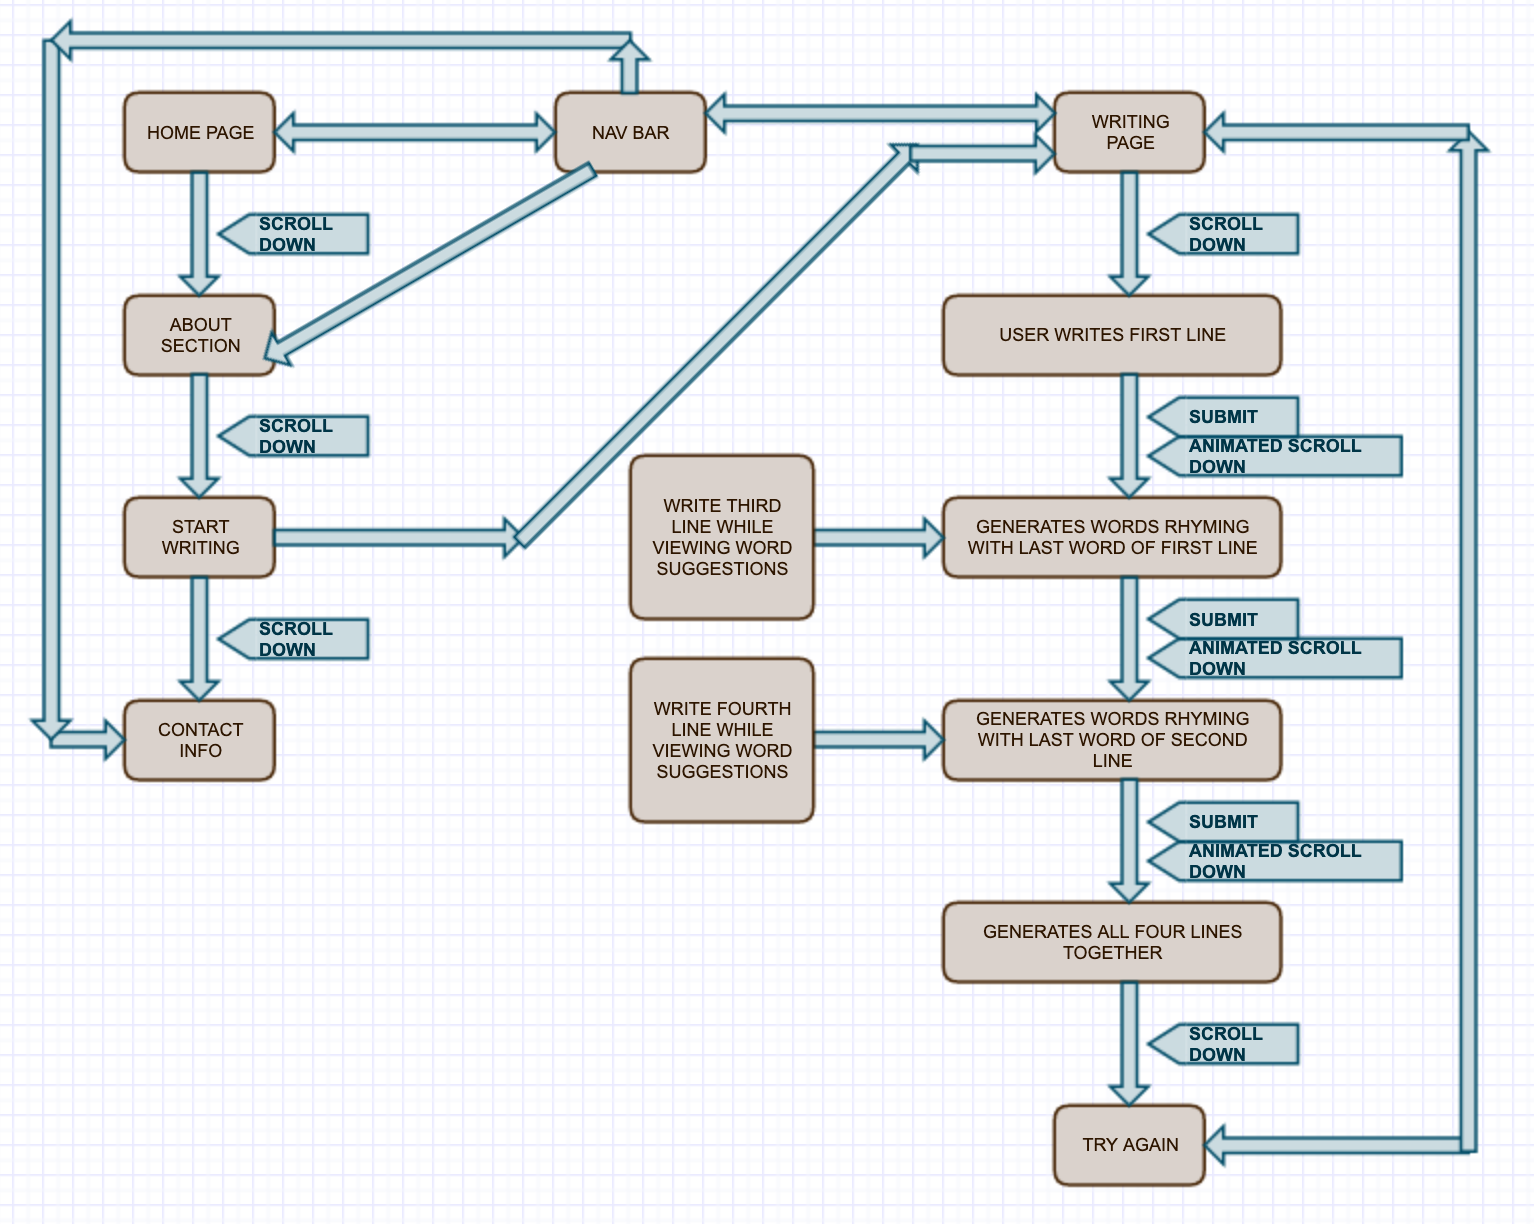 HOME PAGE
NAV BAR
WRITING
PAGE
SCROLL
DOWN
SCROLL
DOWN
ABOUT
SECTION
USER WRITES FIRST LINE
SCROLL
DOWN
SUBMIT
ANIMATED SCROLL
DOWN
START
WRITING
WRITE THIRD
LINE WHILE
VIEWING WORD
SUGGESTIONS
GENERATES WORDS RHYMING
WITH LAST WORD OF FIRST LINE
SCROLL
DOWN
SUBMIT
ANIMATED SCROLL
DOWN
CONTACT
INFO
WRITE FOURTH
LINE WHILE
VIEWING WORD
SUGGESTIONS
GENERATES WORDS RHYMING
WITH LAST WORD OF SECOND
LINE
SUBMIT
ANIMATED SCROLL
DOWN
GENERATES ALL FOUR LINES
TOGETHER
SCROLL
DOWN
TRY AGAIN